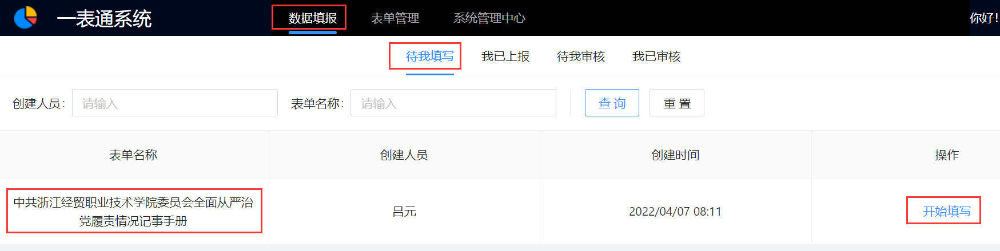 一表通系统 数据填报 表单管理 系统管理中心 你好!
待我填写 我已上报 待我审核 我已审核
创建人员: 请输入 表单名称: 请输入 查 询 重 置
表单名称 创建人员 创建时间 操作
中共浙江经贸职业技术学院委员会全面从严治
党履责情况记事手册
吕元 2022/04/07 08:11 开始填写